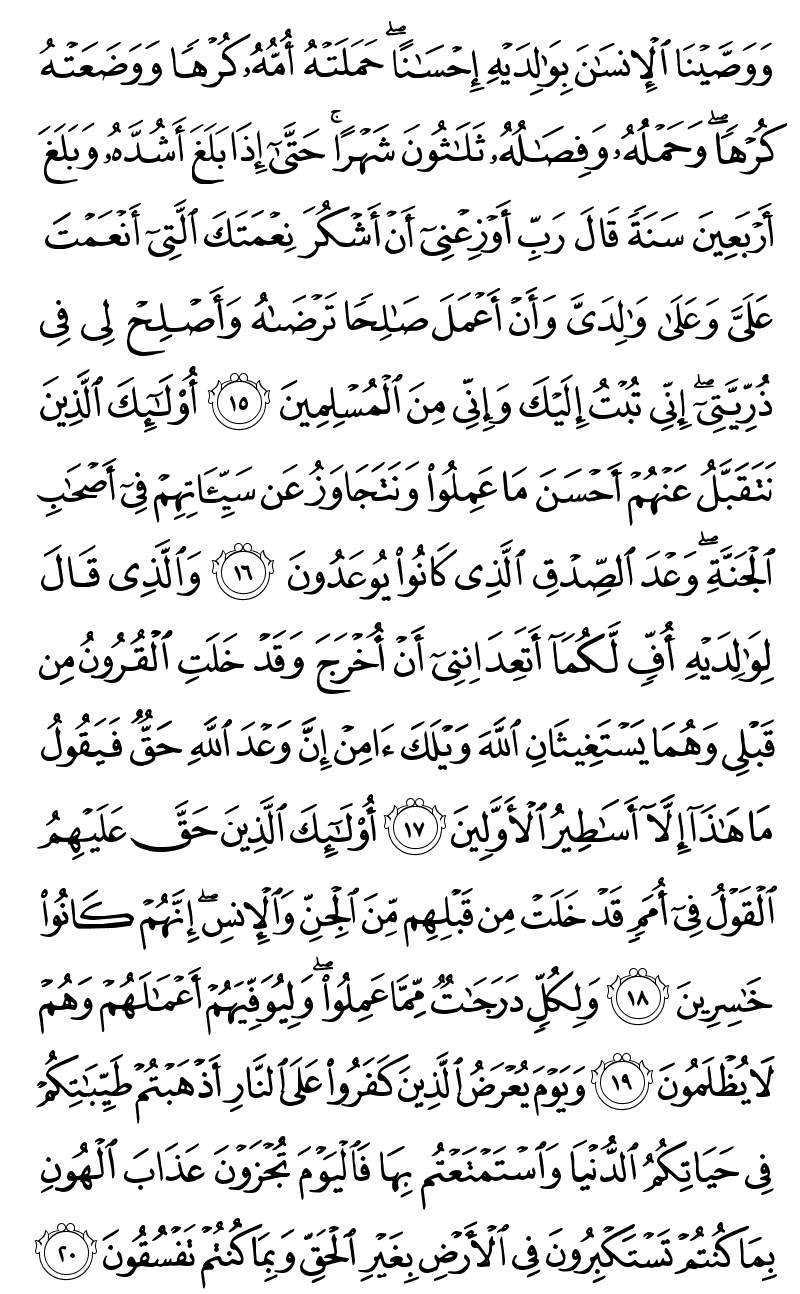 وَوَصَّيۡنَا ٱلۡإِنسَٰنَ بِوَٰلِدَيۡهِ إِحۡسَٰنًاۖ حَمَلَتۡهُ أُمُّهُۥ كُرۡهٗا وَوَضَعَتۡهُ
كُرۡهٗاۖ وَحَمۡلُهُۥ وَفِصَٰلُهُۥ ثَلَٰثُونَ شَهۡرًاۚ حَتَّىٰٓ إِذَا بَلَغَ أَشُدَّهُۥ وَبَلَغَ
أَرۡبَعِينَ سَنَةٗ قَالَ رَبِّ أَوۡزِعۡنِيٓ أَنۡ أَشۡكُرَ نِعۡمَتَكَ ٱلَّتِيٓ أَنۡعَمۡتَ
عَلَيَّ وَعَلَىٰ وَٰلِدَيَّ وَأَنۡ أَعۡمَلَ صَٰلِحٗا تَرۡضَىٰهُ وَأَصۡلِحۡ لِي فِي
ذُرِّيَّتِيٓۖ إِنِّي تُبۡتُ إِلَيۡكَ وَإِنِّي مِنَ ٱلۡمُسۡلِمِينَ ١٥ أُوْلَٰٓئِكَ ٱلَّذِينَ
نَتَقَبَّلُ عَنۡهُمۡ أَحۡسَنَ مَا عَمِلُواْ وَنَتَجَاوَزُ عَن سَيِّـَٔاتِهِمۡ فِيٓ أَصۡحَٰبِ
ٱلۡجَنَّةِۖ وَعۡدَ ٱلصِّدۡقِ ٱلَّذِي كَانُواْ يُوعَدُونَ ١٦ وَٱلَّذِي قَالَ
لِوَٰلِدَيۡهِ أُفّٖ لَّكُمَآ أَتَعِدَانِنِيٓ أَنۡ أُخۡرَجَ وَقَدۡ خَلَتِ ٱلۡقُرُونُ مِن
قَبۡلِي وَهُمَا يَسۡتَغِيثَانِ ٱللَّهَ وَيۡلَكَ ءَامِنۡ إِنَّ وَعۡدَ ٱللَّهِ حَقّٞ فَيَقُولُ
مَا هَٰذَآ إِلَّآ أَسَٰطِيرُ ٱلۡأَوَّلِينَ ١٧ أُوْلَٰٓئِكَ ٱلَّذِينَ حَقَّ عَلَيۡهِمُ
ٱلۡقَوۡلُ فِيٓ أُمَمٖ قَدۡ خَلَتۡ مِن قَبۡلِهِم مِّنَ ٱلۡجِنِّ وَٱلۡإِنسِۖ إِنَّهُمۡ كَانُواْ
خَٰسِرِينَ ١٨ وَلِكُلّٖ دَرَجَٰتٞ مِّمَّا عَمِلُواْۖ وَلِيُوَفِّيَهُمۡ أَعۡمَٰلَهُمۡ وَهُمۡ
لَا يُظۡلَمُونَ ١٩ وَيَوۡمَ يُعۡرَضُ ٱلَّذِينَ كَفَرُواْ عَلَى ٱلنَّارِ أَذۡهَبۡتُمۡ طَيِّبَٰتِكُمۡ
فِي حَيَاتِكُمُ ٱلدُّنۡيَا وَٱسۡتَمۡتَعۡتُم بِهَا فَٱلۡيَوۡمَ تُجۡزَوۡنَ عَذَابَ ٱلۡهُونِ
بِمَا كُنتُمۡ تَسۡتَكۡبِرُونَ فِي ٱلۡأَرۡضِ بِغَيۡرِ ٱلۡحَقِّ وَبِمَا كُنتُمۡ تَفۡسُقُونَ ٢٠